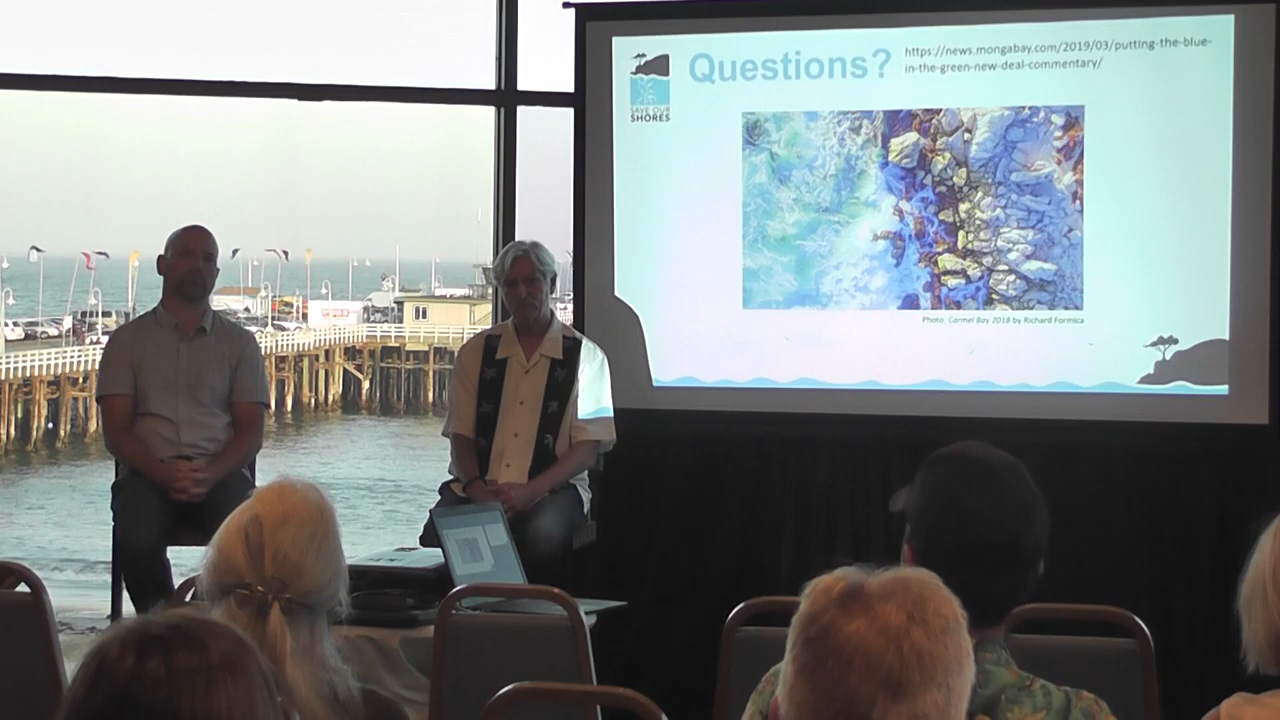 Questions?
https://news.mongabay.com/2019/03/putting-the-blue-
in-the-green-new-deal-commentary/
SAVE OUR
SHORES
Photo: Carmel Bay 2018 by Richard Formica